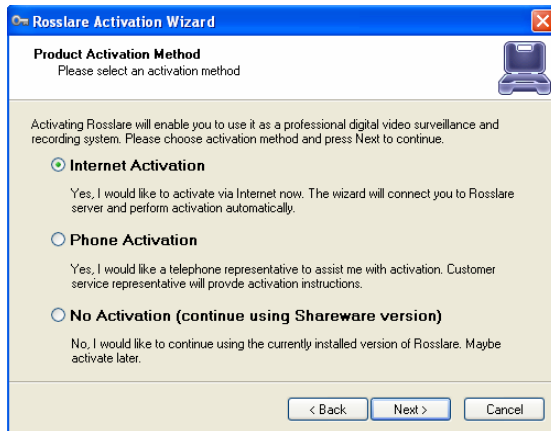 Rosslare Activation Wizard
Product Activation Method
Please select an activation method
Activating Rosslare will enable you to use it as a professional digital video surveillance and
recording system. Please choose activation method and press Next to continue.
Internet Activation
Yes, I would like to activate via Internet now. The wizard will connect you to Rosslare
server and perform activation automatically.
Phone Activation
Yes, I would like a telephone representative to assist me with activation. Customer
service representative will provde activation instructions.
No Activation (continue using Shareware version)
No, I would like to continue using the currently installed version of Rosslare. Maybe
activate later.
< Back Next > Cancel